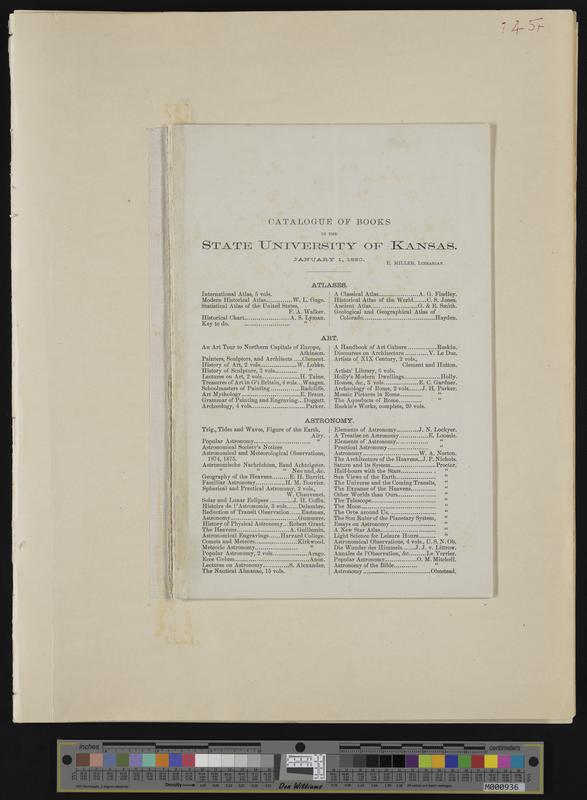 145
CATALOGUE OF BOOKS
IN THE
STATE UNIVERSITY OF KANSAS.
JANUARY 1, 1880.
E. MILLER, LIBRARIAN.
ATLASES.
International Atlas, 5 vols.
Modern Historical Atlas............W. L. Gage.
Statistical Atlas of the United States,
F. A. Walker.
Historical Chart....................A. S. Lyman.
Key to do. ...................... "
A Classical Atlas..................A. G. Findley.
Historical Atlas of the World......C. S. Jones.
Ancient Atlas....................G. & R. Smith.
Geological and Geographical Atlas of
Colorado................................Hayden.
ART.
An Art Tour to Northern Capitals of Europe,
Atkinson.
Painters, Sculptors, and Architects ....Clement.
History of Art, 2 vols................W. Lubke.
History of Sculpture, 2 vols........... "
Lectures on Art, 2 vols................H. Taine.
Treasures of Art in G't Britain, 4 vols...Waagen.
Schoolmasters of Painting ..............Radcliffe.
Art Mythology..........................E. Braun.
Grammar of Painting and Engraving...Doggett.
Archeology, 4 vols........................Parker.
A Handbook of Art Culture ............Ruskin.
Discourses on Architecture ..........V. Le Duc.
Artists of XIX Century, 2 vols.,
Clement and Hutton.
Artists' Library, 6 vols.
Holly's Modern Dwellings................Holly.
Homes, &c., 3 vols...............E. C. Gardner.
Archeology of Rome, 2 vols.......J. H. Parker.
Mosaic Pictures in Rome.......... "
The Aqueducts of Rome............ "
Ruskin's Works, complete, 20 vols.
ASTRONOMY.
Trig., Tides and Waves, Figure of the Earth,
Airy.
Popular Astronomy.......................... "
Astronomical Society's Notices
Astronomical and Meteorological Observations,
1874, 1875.
Astronomische Nachrichten, Band Achtzigster.
" " " Neu und, &c.
Geography of the Heavens.........E. H. Burritt.
Familiar Astronomy..............H. M. Bouvier.
Spherical and Practical Astronomy, 2 vols.,
W. Chauvenet.
Solar and Lunar Eclipses ...........J. H. Coffin.
Histoire de l'Astronomie, 3 vols......Delambre.
Reduction of Transit Observation......Eastman.
Astronomy..............................Gummere.
History of Physical Astronomy...Robert Grant.
The Heavens........................A. Guillemin.
Astronomical Engravings......Harvard College.
Comets and Meteors....................Kirkwood.
Meteoric Astronomy......................... "
Popular Astronomy, 2 vols................Arago.
Ecce Cœlum.................................Anon.
Lectures on Astronomy............S. Alexander.
The Nautical Almanac, 15 vols.
Elements of Astronomy..........J. N. Lockyer.
A Treatise on Astronomy.............E. Loomis.
Elements of Astronomy............... "
Practical Astronomy ................. "
Astronomy..........................W. A. Norton.
The Architecture of the Heavens...J. P. Nichols.
Saturn and its System....................Proctor.
Half-hours with the Stars................ "
Sun Views of the Earth.................. "
The Universe and the Coming Transits, "
The Expanse of the Heavens............ "
Other Worlds than Ours................. "
The Telescope............................ "
The Moon................................ "
The Orbs around Us..................... "
The Sun Ruler of the Planetary System, "
Essays on Astronomy ................... "
A New Star Atlas........................ "
Light Science for Leisure Hours........ "
Astronomical Observations, 4 vols., U. S. N. Ob.
Die Wunder des Himmels......J. J. v. Littrow.
Annales de l'Observation, &c........Le Verrier.
Popular Astronomy.............O. M. Mitchell.
Astronomy of the Bible........... "
Astronomy .............................Olmstead.
inches
centimeters
Density
Don Williams
M000936